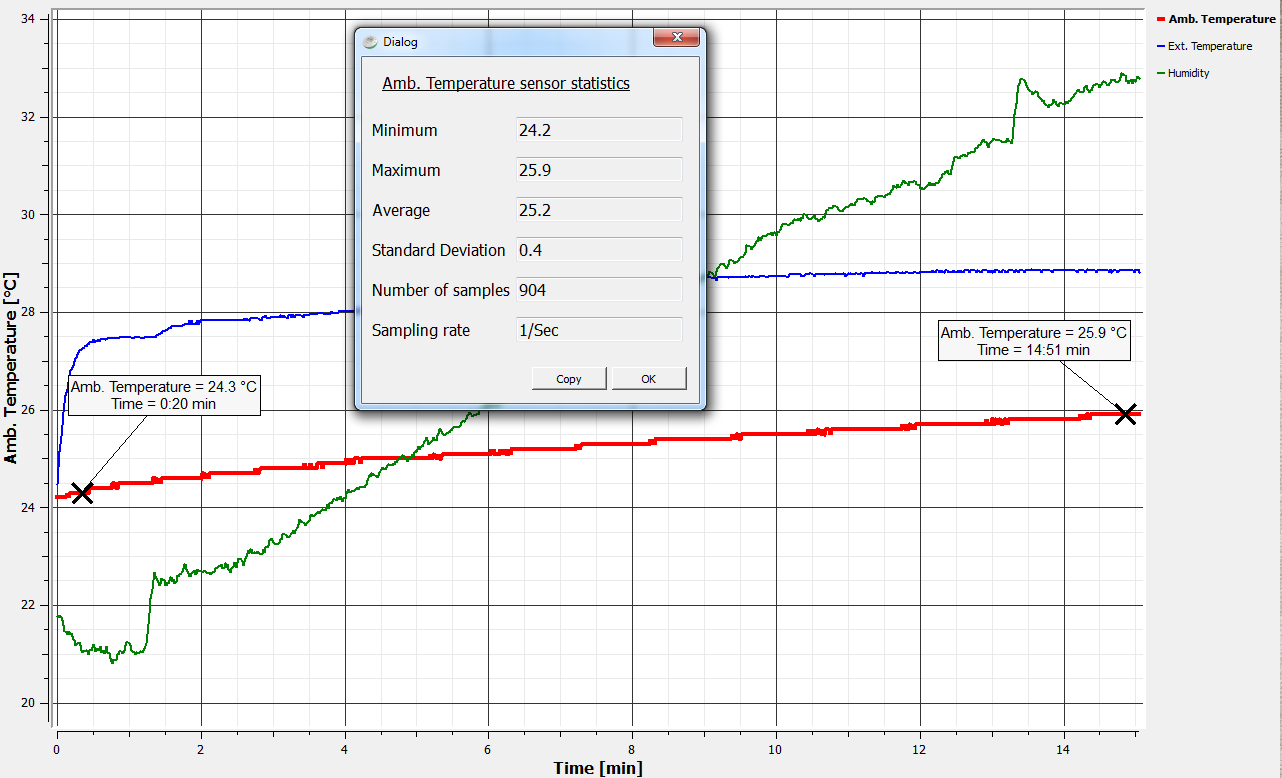 Dialog
Amb. Temperature sensor statistics
Minimum 24.2
Maximum 25.9
Average 25.2
Standard Deviation 0.4
Number of samples 904
Sampling rate 1/Sec
Copy OK
Amb. Temperature
Ext. Temperature
Humidity
Amb. Temperature [°C]
34
32
30
28
26
24
22
20
Amb. Temperature = 24.3 °C
Time = 0:20 min
Amb. Temperature = 25.9 °C
Time = 14:51 min
0 2 4 6 8 10 12 14
Time [min]